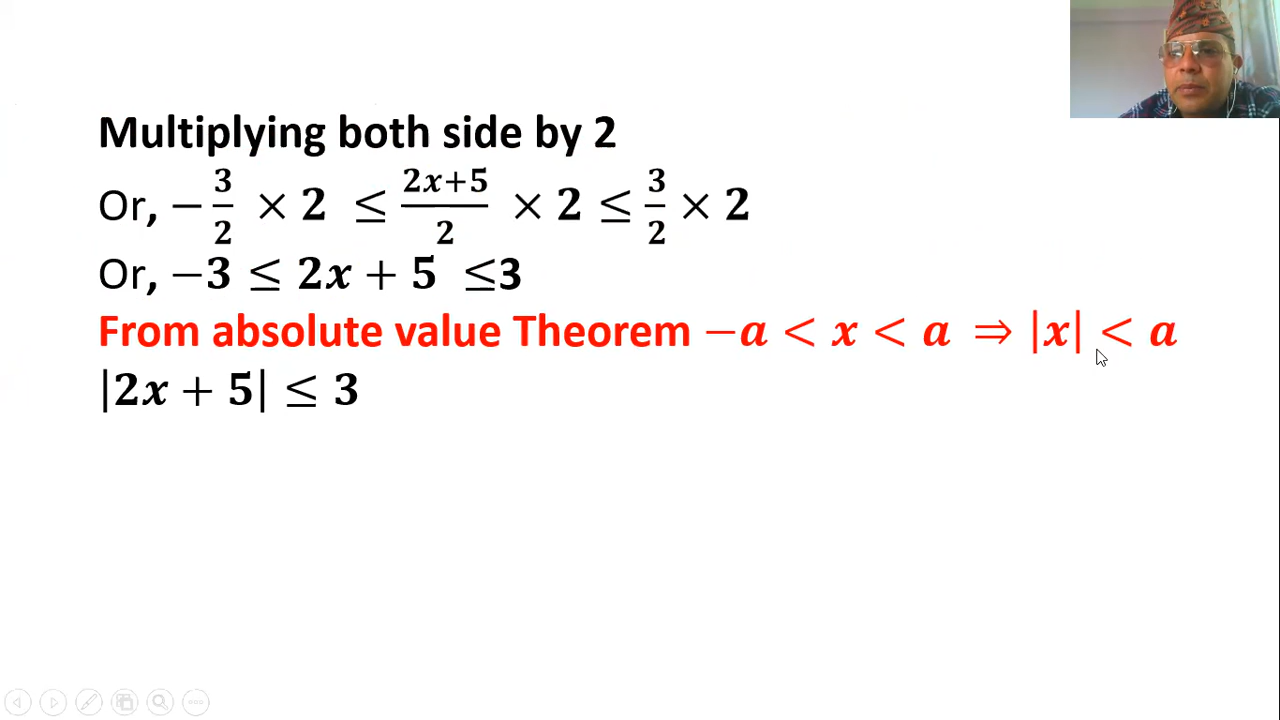 Multiplying both side by 2
Or, −3/2 × 2 ≤ (2x+5)/2 × 2 ≤ 3/2 × 2
Or, −3 ≤ 2x + 5 ≤3
From absolute value Theorem −a < x < a ⇒ |x| < a
|2x + 5| ≤ 3